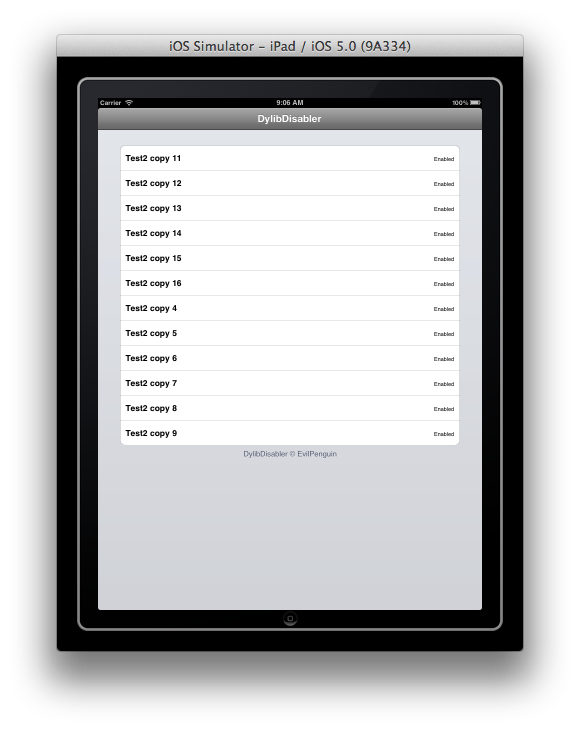 iOS Simulator – iPad / iOS 5.0 (9A334)
Carrier 9:06 AM 100%
DylibDisabler
Test2 copy 11 Enabled
Test2 copy 12 Enabled
Test2 copy 13 Enabled
Test2 copy 14 Enabled
Test2 copy 15 Enabled
Test2 copy 16 Enabled
Test2 copy 4 Enabled
Test2 copy 5 Enabled
Test2 copy 6 Enabled
Test2 copy 7 Enabled
Test2 copy 8 Enabled
Test2 copy 9 Enabled
DylibDisabler © EvilPenguin